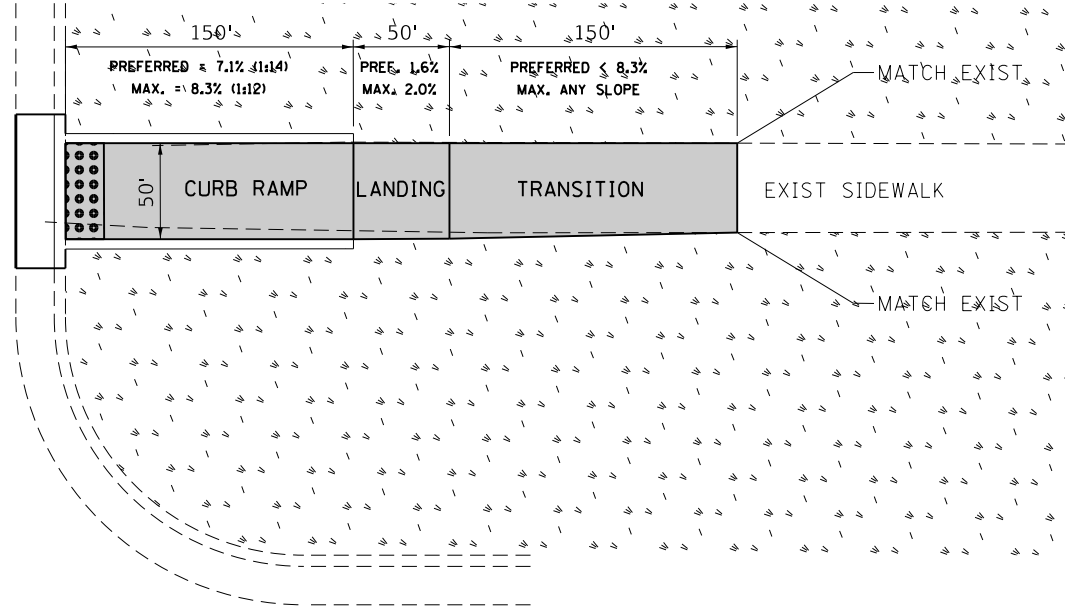 150'
50'
150'
PREFERRED = 7.1% (1:14)
MAX. = 8.3% (1:12)
PREF. 1.6%
MAX. 2.0%
PREFERRED < 8.3%
MAX. ANY SLOPE
MATCH EXIST
50'
CURB RAMP
LANDING
TRANSITION
EXIST SIDEWALK
MATCH EXIST